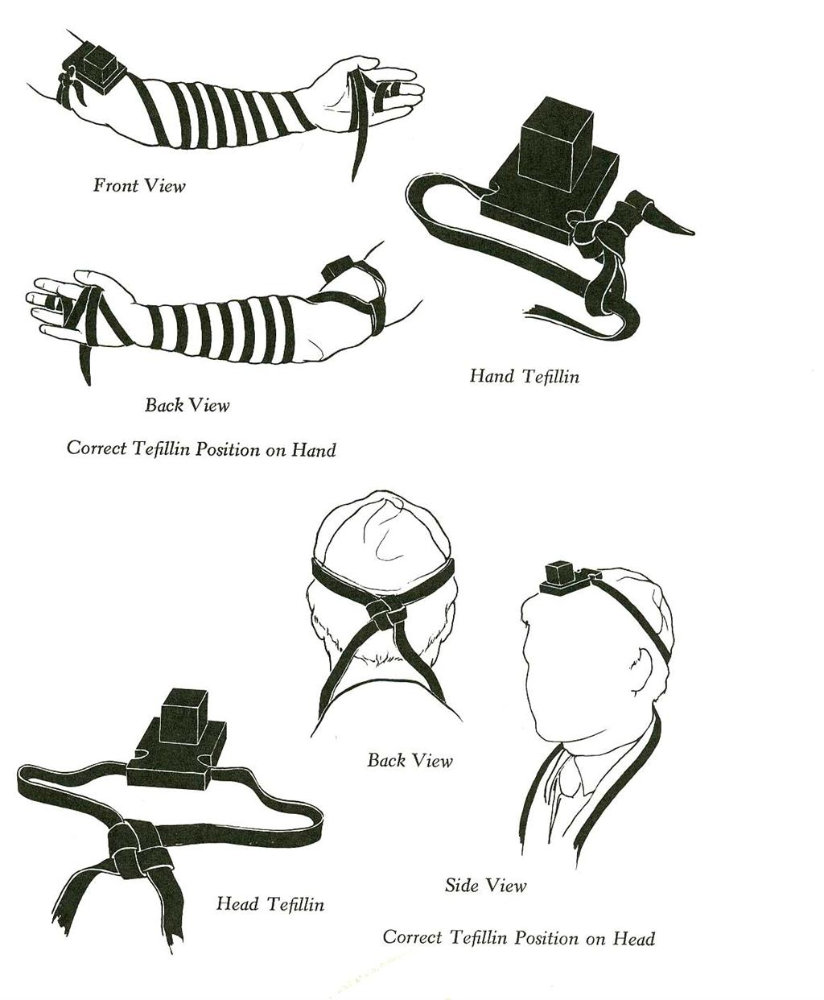 Front View
Hand Tefillin
Back View
Correct Tefillin Position on Hand
Back View
Side View
Head Tefillin
Correct Tefillin Position on Head